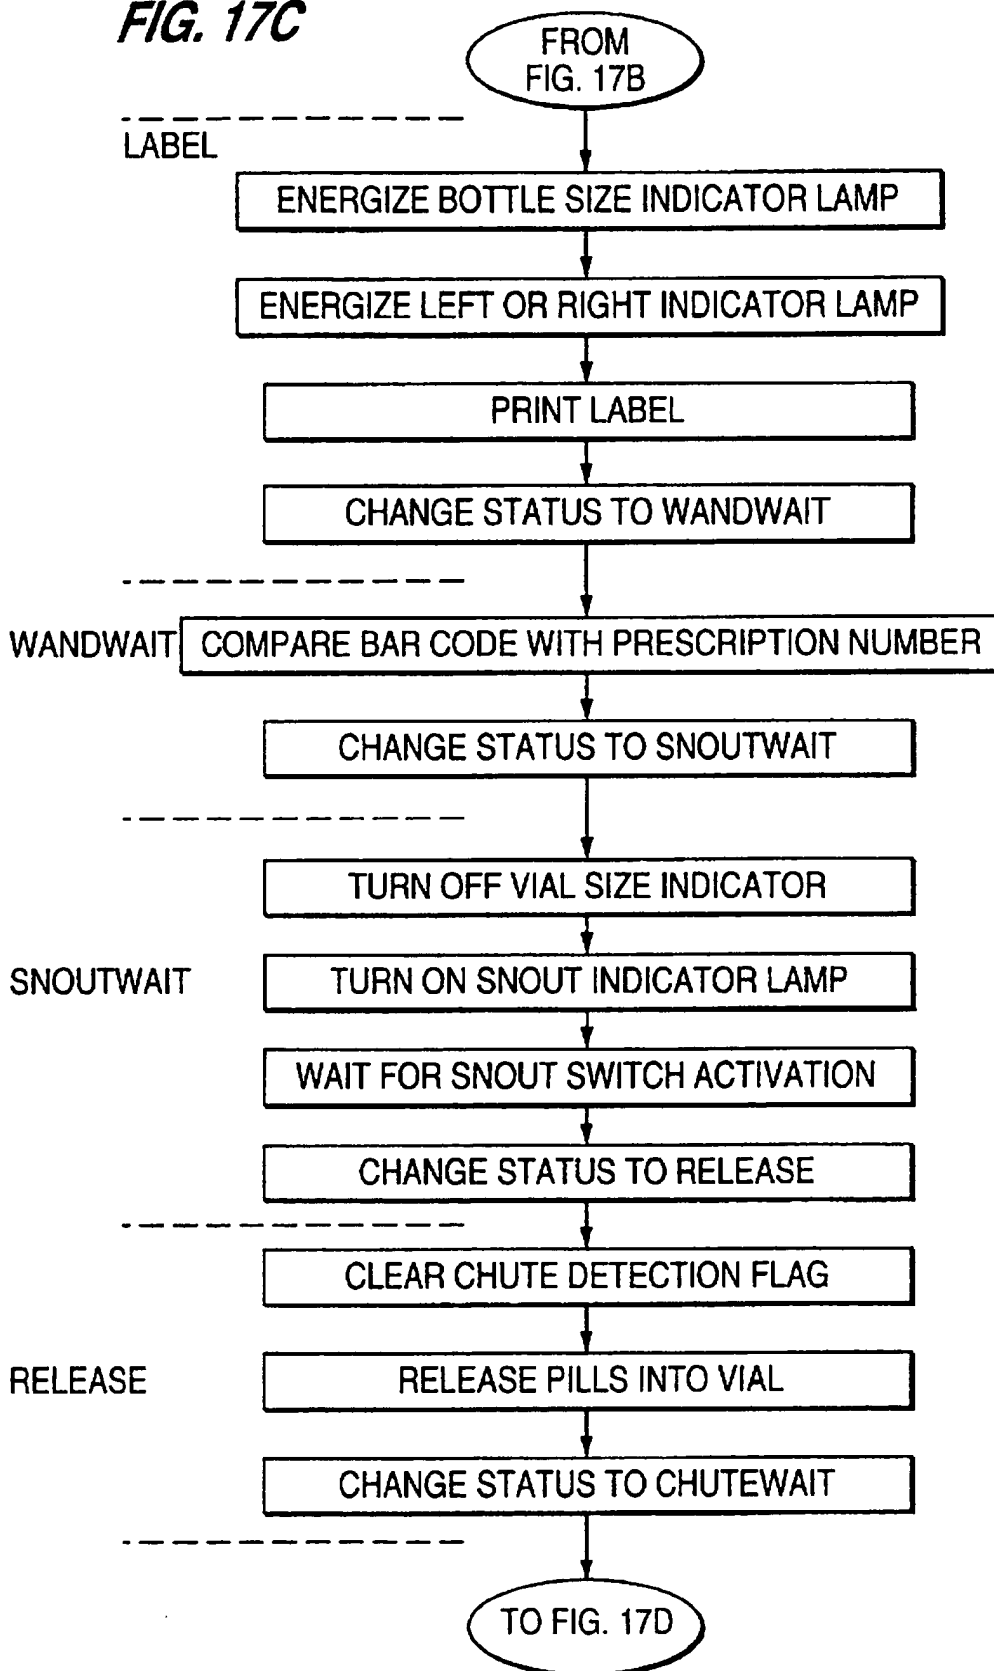 FIG. 17C
FROM
FIG. 17B
LABEL
ENERGIZE BOTTLE SIZE INDICATOR LAMP
ENERGIZE LEFT OR RIGHT INDICATOR LAMP
PRINT LABEL
CHANGE STATUS TO WANDWAIT
WANDWAIT
COMPARE BAR CODE WITH PRESCRIPTION NUMBER
CHANGE STATUS TO SNOUTWAIT
TURN OFF VIAL SIZE INDICATOR
SNOUTWAIT
TURN ON SNOUT INDICATOR LAMP
WAIT FOR SNOUT SWITCH ACTIVATION
CHANGE STATUS TO RELEASE
CLEAR CHUTE DETECTION FLAG
RELEASE
RELEASE PILLS INTO VIAL
CHANGE STATUS TO CHUTEWAIT
TO FIG. 17D